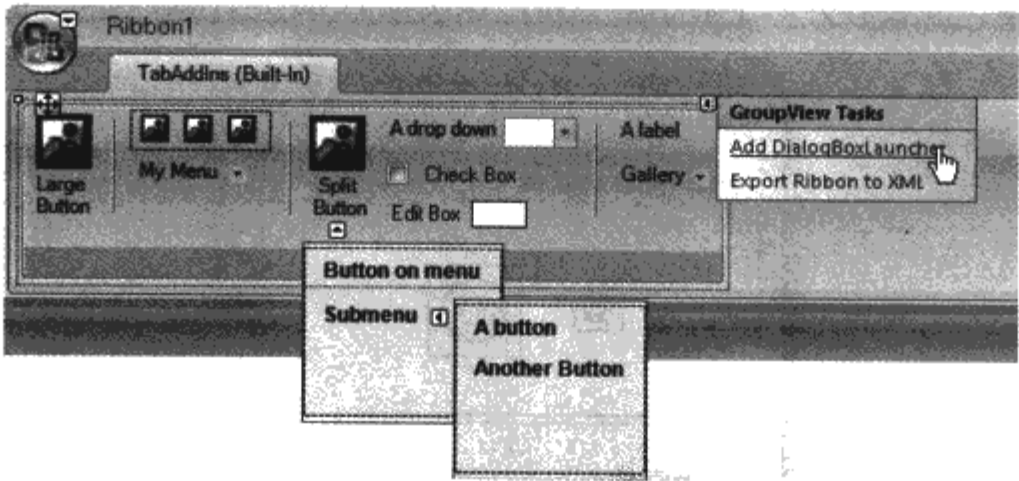 Ribbon1
TabAddIns (Built-In)
Large
Button
My Menu
Split
Button
A drop down
Check Box
Edit Box
A label
Gallery
GroupView Tasks
Add DialogBoxLauncher
Export Ribbon to XML
Button on menu
Submenu
A button
Another Button